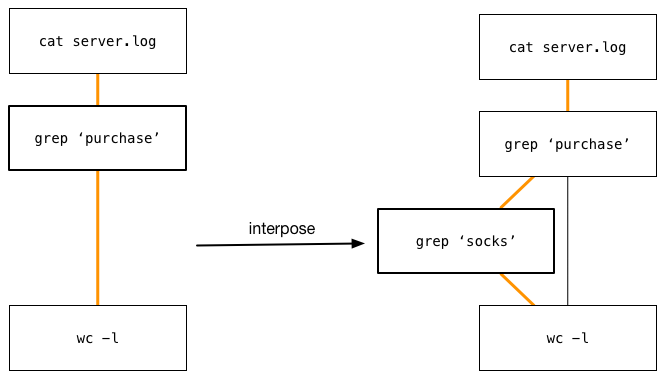 cat server.log
grep ‘purchase’
wc -l
interpose
cat server.log
grep ‘purchase’
grep ‘socks’
wc -l